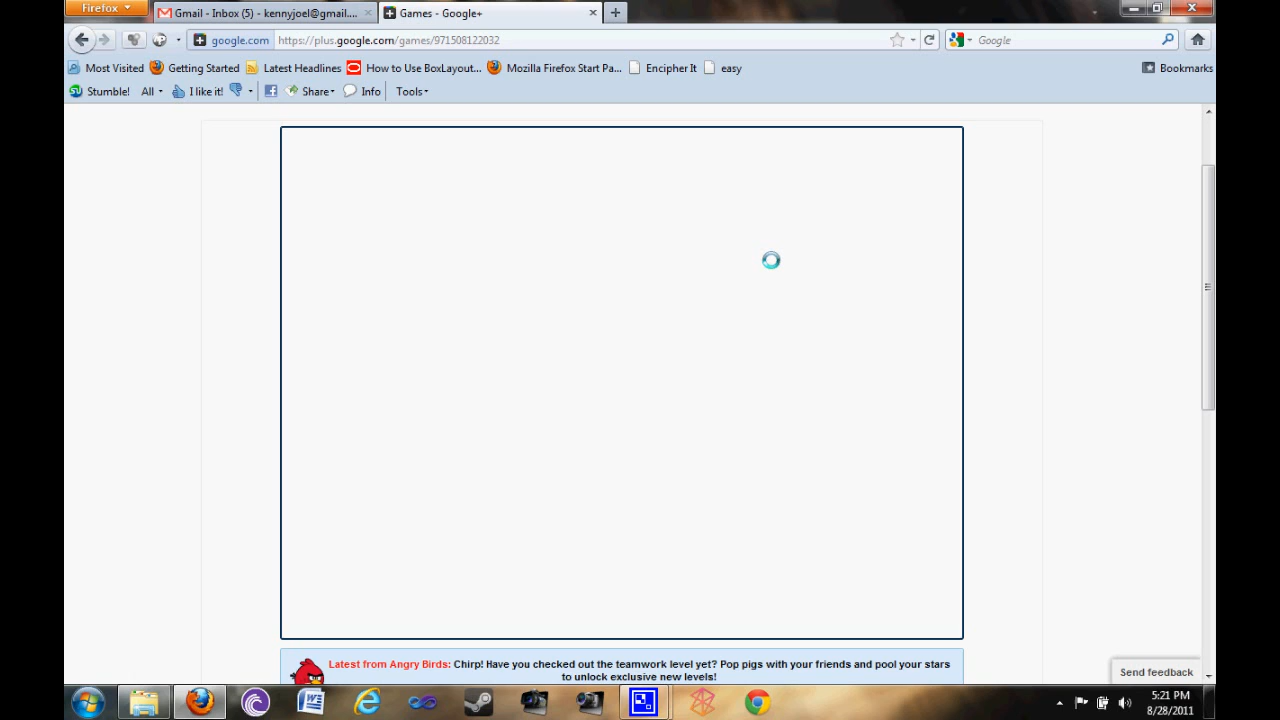 Firefox
Gmail - Inbox (5) - kennyjoel@gmail....
Games - Google+
google.com
https://plus.google.com/games/971508122032
Google
Most Visited
Getting Started
Latest Headlines
How to Use BoxLayout...
Mozilla Firefox Start Pa...
Encipher It
easy
Bookmarks
Stumble!
All
I like it!
Share
Info
Tools
Latest from Angry Birds: Chirp! Have you checked out the teamwork level yet? Pop pigs with your friends and pool your stars
to unlock exclusive new levels!
Send feedback
5:21 PM
8/28/2011